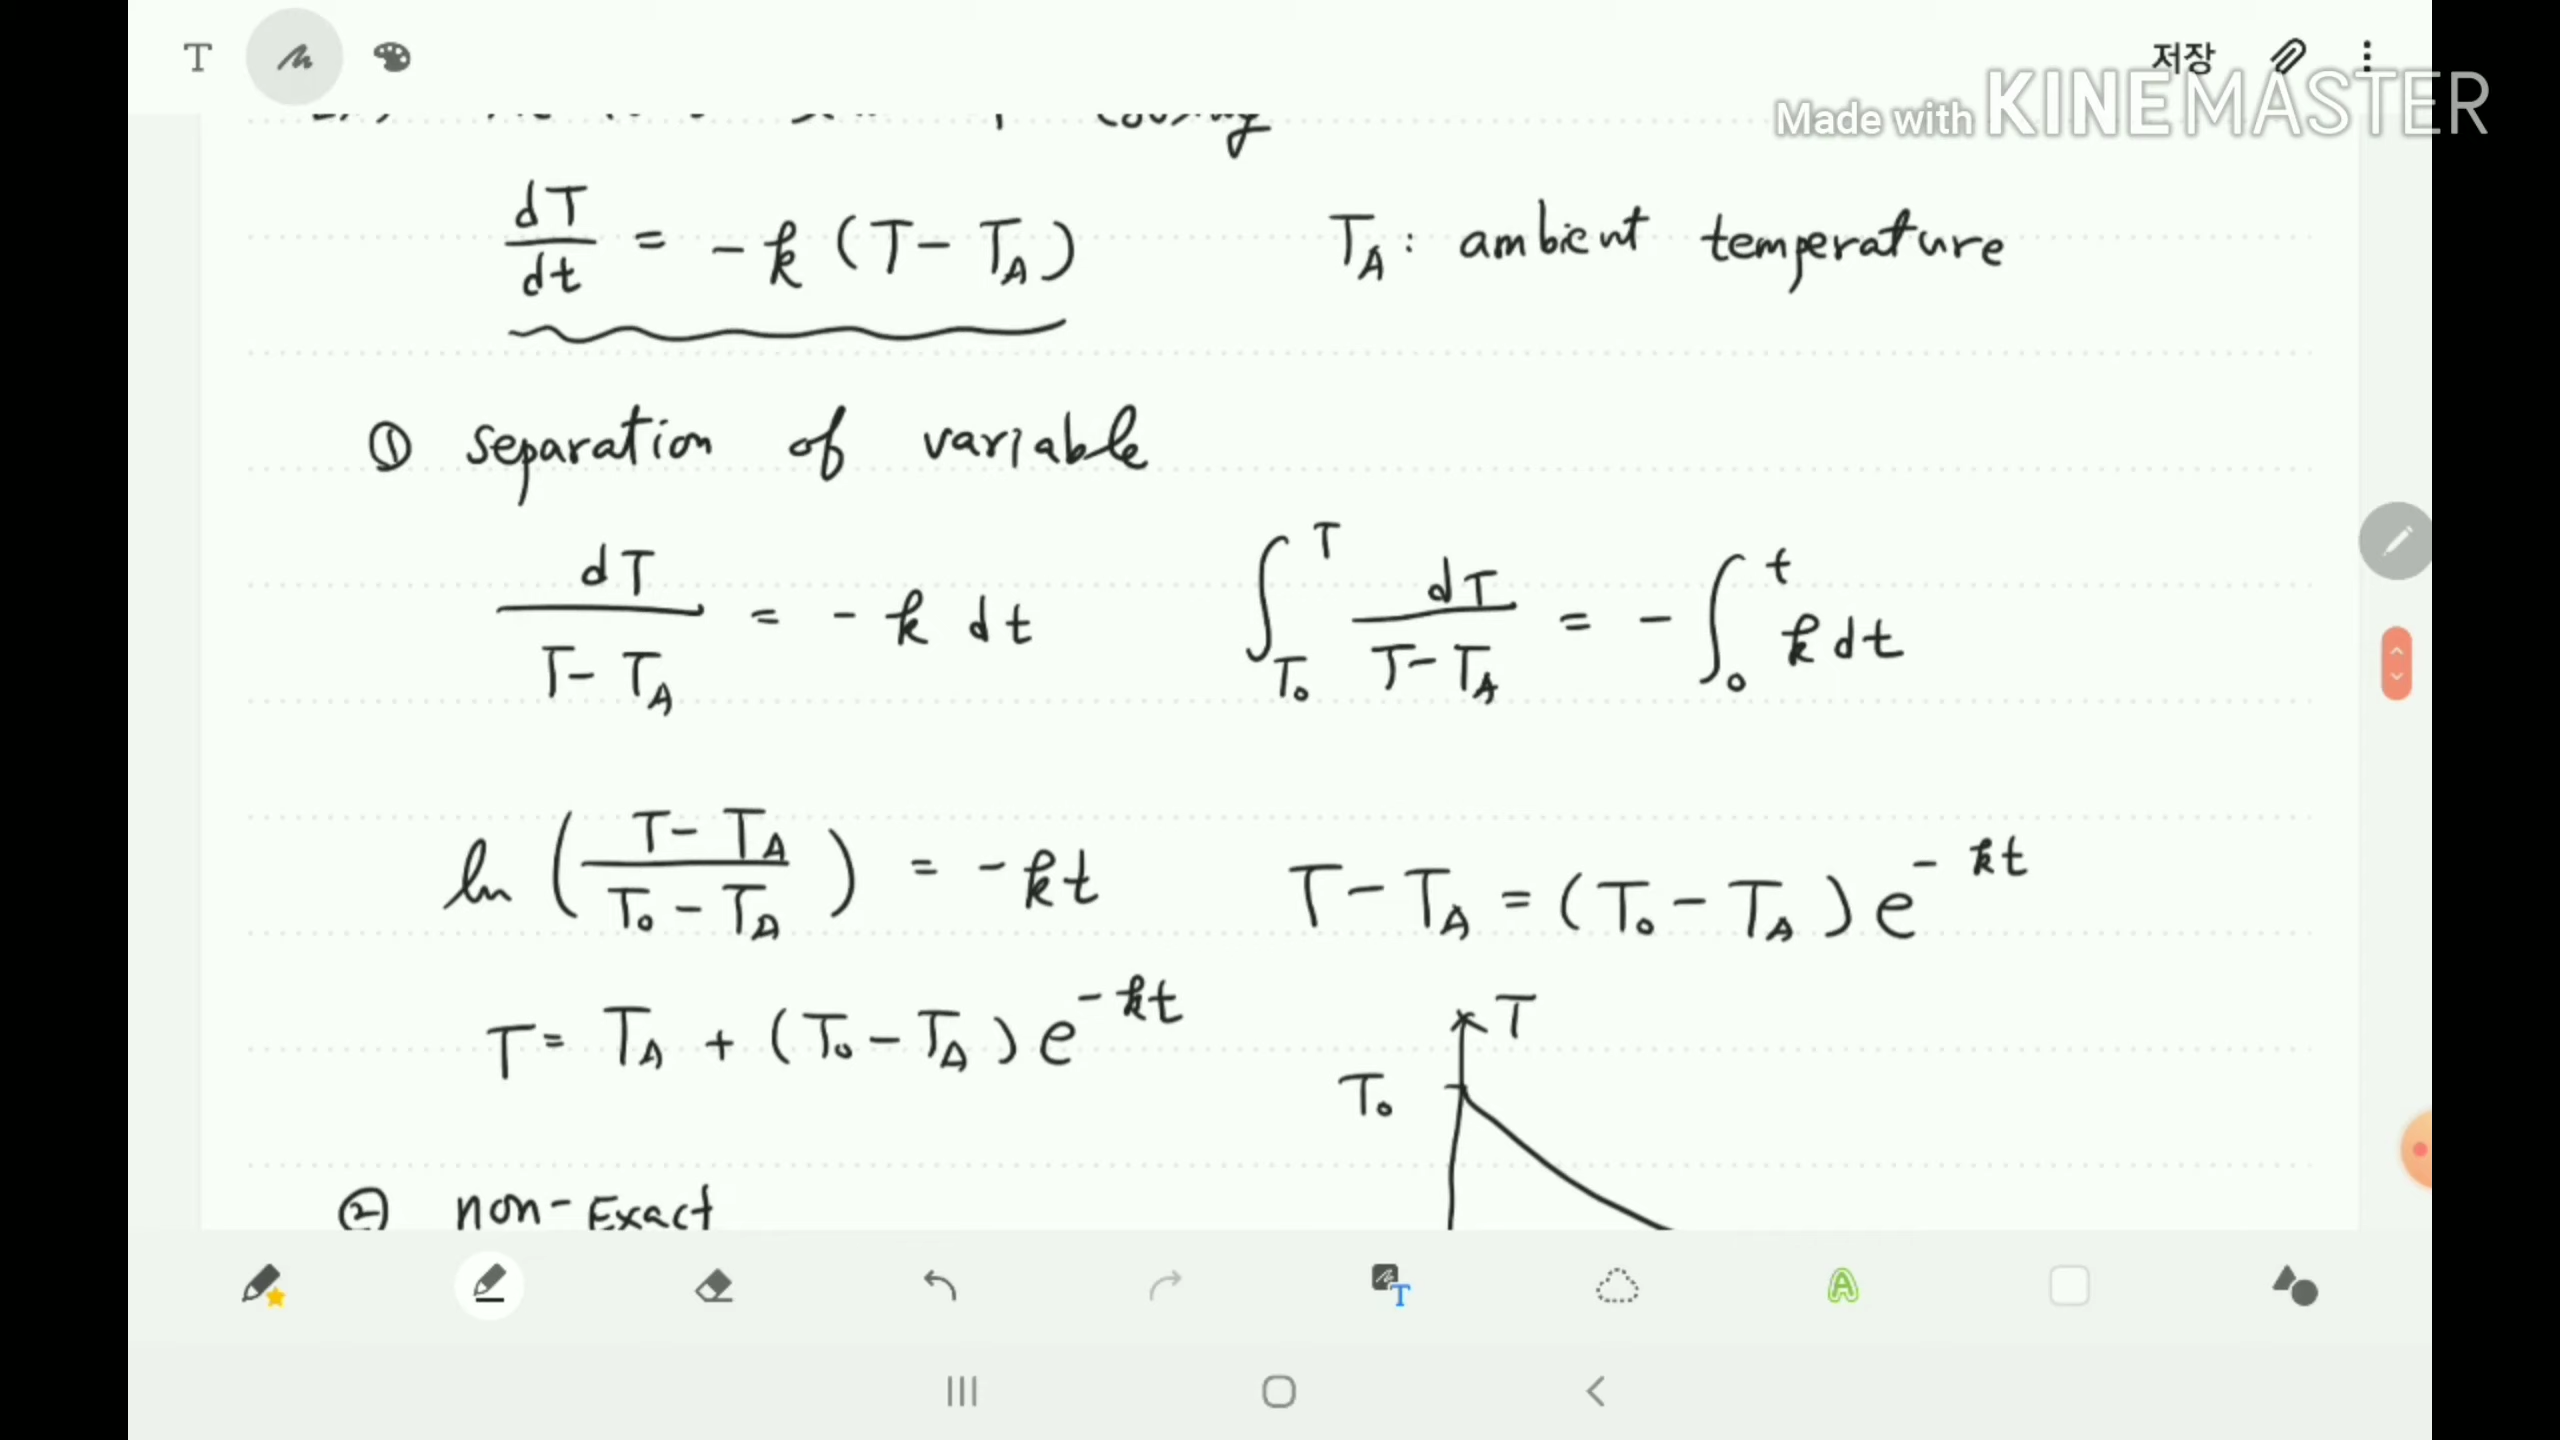 T 저장
Made with KINEMASTER
cooling
dT/dt = - k (T - T_A) T_A : ambient temperature
① separation of variable
dT/(T - T_A) = - k dt ∫_{T_0}^{T} dT/(T - T_A) = - ∫_0^t k dt
ln ( (T - T_A)/(T_0 - T_A) ) = - kt T - T_A = (T_0 - T_A) e^{- kt}
T = T_A + (T_0 - T_A) e^{- kt} T
T_0
② non-Exact